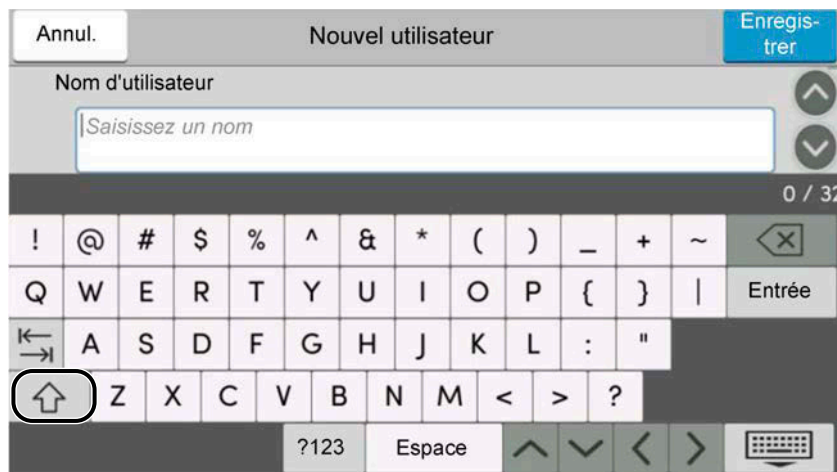 Annul.
Nouvel utilisateur
Enregis-
trer
Nom d'utilisateur
Saisissez un nom
0 / 32
! @ # $ % ^ & * ( ) _ + ~
Q W E R T Y U I O P { } | Entrée
A S D F G H J K L : "
Z X C V B N M < > ?
?123 Espace